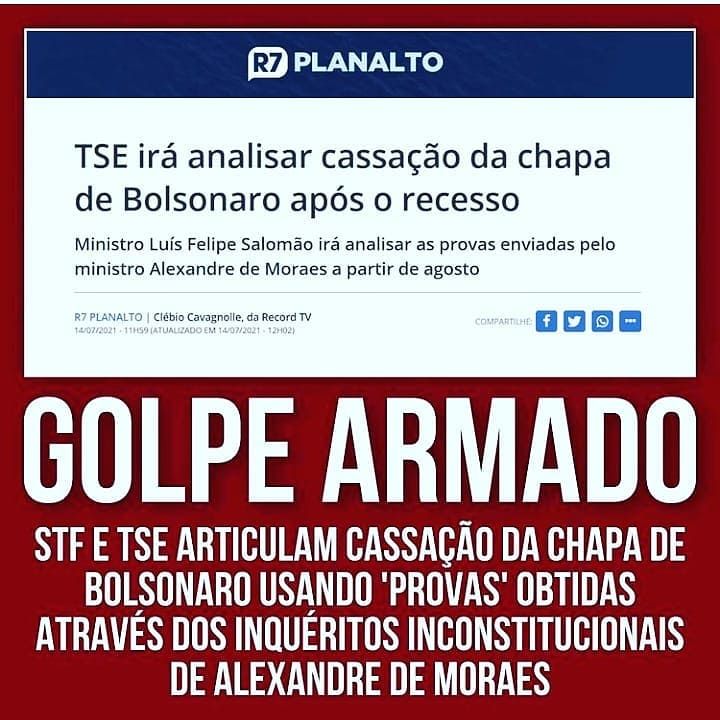 R7 PLANALTO
TSE irá analisar cassação da chapa
de Bolsonaro após o recesso
Ministro Luís Felipe Salomão irá analisar as provas enviadas pelo
ministro Alexandre de Moraes a partir de agosto
R7 PLANALTO | Clébio Cavagnolle, da Record TV
14/07/2021 - 11H59 (ATUALIZADO EM 14/07/2021 - 12H02)
COMPARTILHE:
GOLPE ARMADO
STF E TSE ARTICULAM CASSAÇÃO DA CHAPA DE
BOLSONARO USANDO 'PROVAS' OBTIDAS
ATRAVÉS DOS INQUÉRITOS INCONSTITUCIONAIS
DE ALEXANDRE DE MORAES